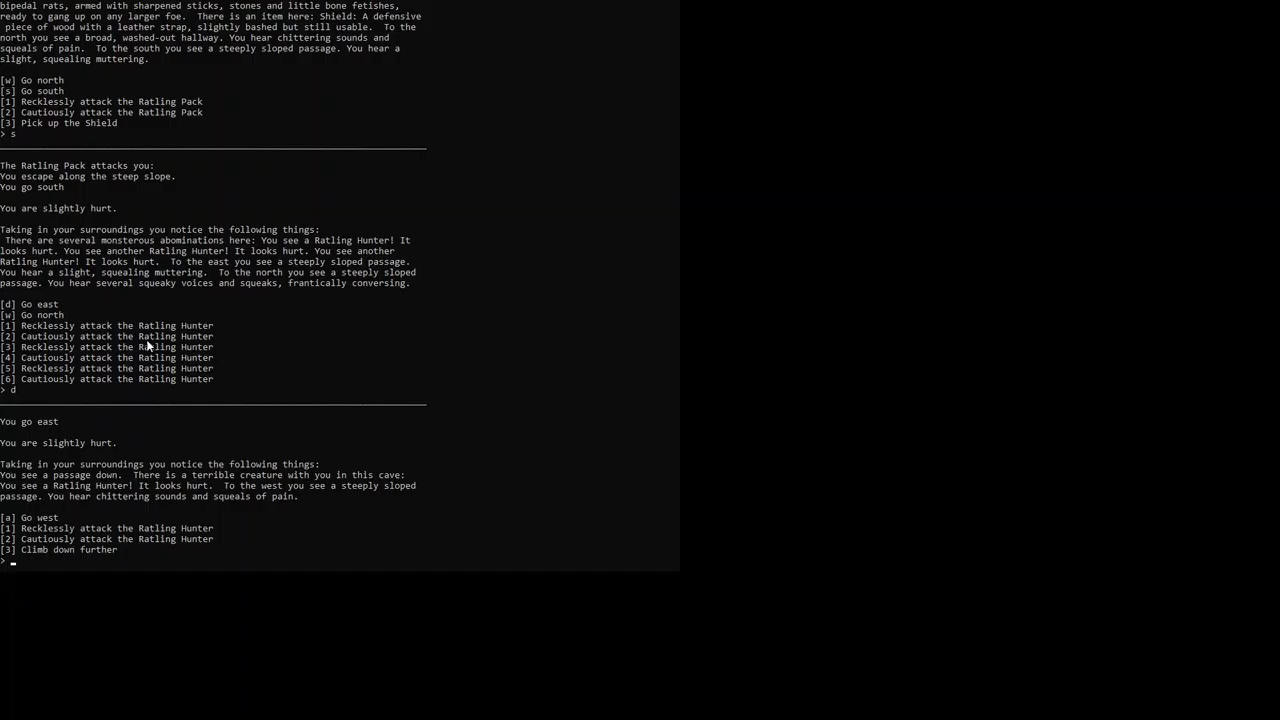 bipedal rats, armed with sharpened sticks, stones and little bone fetishes,
ready to gang up on any larger foe.  There is an item here: Shield: A defensive
 piece of wood with a leather strap, slightly bashed but still usable.  To the
north you see a broad, washed-out hallway. You hear chittering sounds and
squeals of pain.  To the south you see a steeply sloped passage. You hear a
slight, squealing muttering.
[w] Go north
[s] Go south
[1] Recklessly attack the Ratling Pack
[2] Cautiously attack the Ratling Pack
[3] Pick up the Shield
> s
The Ratling Pack attacks you:
You escape along the steep slope.
You go south
You are slightly hurt.
Taking in your surroundings you notice the following things:
 There are several monsterous abominations here: You see a Ratling Hunter! It
looks hurt. You see another Ratling Hunter! It looks hurt. You see another
Ratling Hunter! It looks hurt.  To the east you see a steeply sloped passage.
You hear a slight, squealing muttering.  To the north you see a steeply sloped
passage. You hear several squeaky voices and squeaks, frantically conversing.
[d] Go east
[w] Go north
[1] Recklessly attack the Ratling Hunter
[2] Cautiously attack the Ratling Hunter
[3] Recklessly attack the Ratling Hunter
[4] Cautiously attack the Ratling Hunter
[5] Recklessly attack the Ratling Hunter
[6] Cautiously attack the Ratling Hunter
> d
You go east
You are slightly hurt.
Taking in your surroundings you notice the following things:
You see a passage down.  There is a terrible creature with you in this cave:
You see a Ratling Hunter! It looks hurt.  To the west you see a steeply sloped
passage. You hear chittering sounds and squeals of pain.
[a] Go west
[1] Recklessly attack the Ratling Hunter
[2] Cautiously attack the Ratling Hunter
[3] Climb down further
>